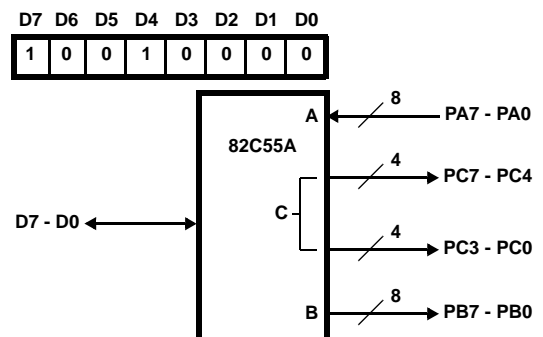 D7 D6 D5 D4 D3 D2 D1 D0
1 0 0 1 0 0 0 0
A 8 PA7 - PA0
82C55A
4 PC7 - PC4
C
D7 - D0
4 PC3 - PC0
B 8 PB7 - PB0